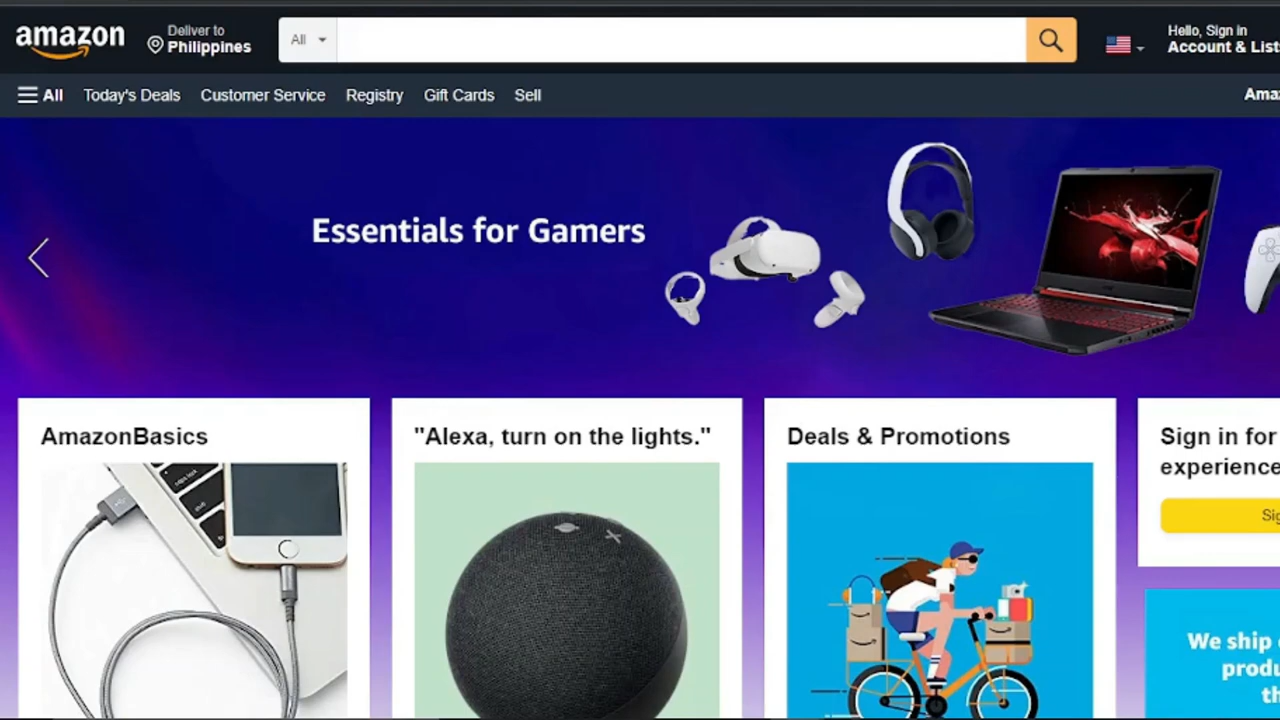 amazon
Deliver to
Philippines
All
Hello, Sign in
Account & List
All
Today's Deals
Customer Service
Registry
Gift Cards
Sell
Essentials for Gamers
AmazonBasics
"Alexa, turn on the lights."
Deals & Promotions
Sign in for
experience
We ship